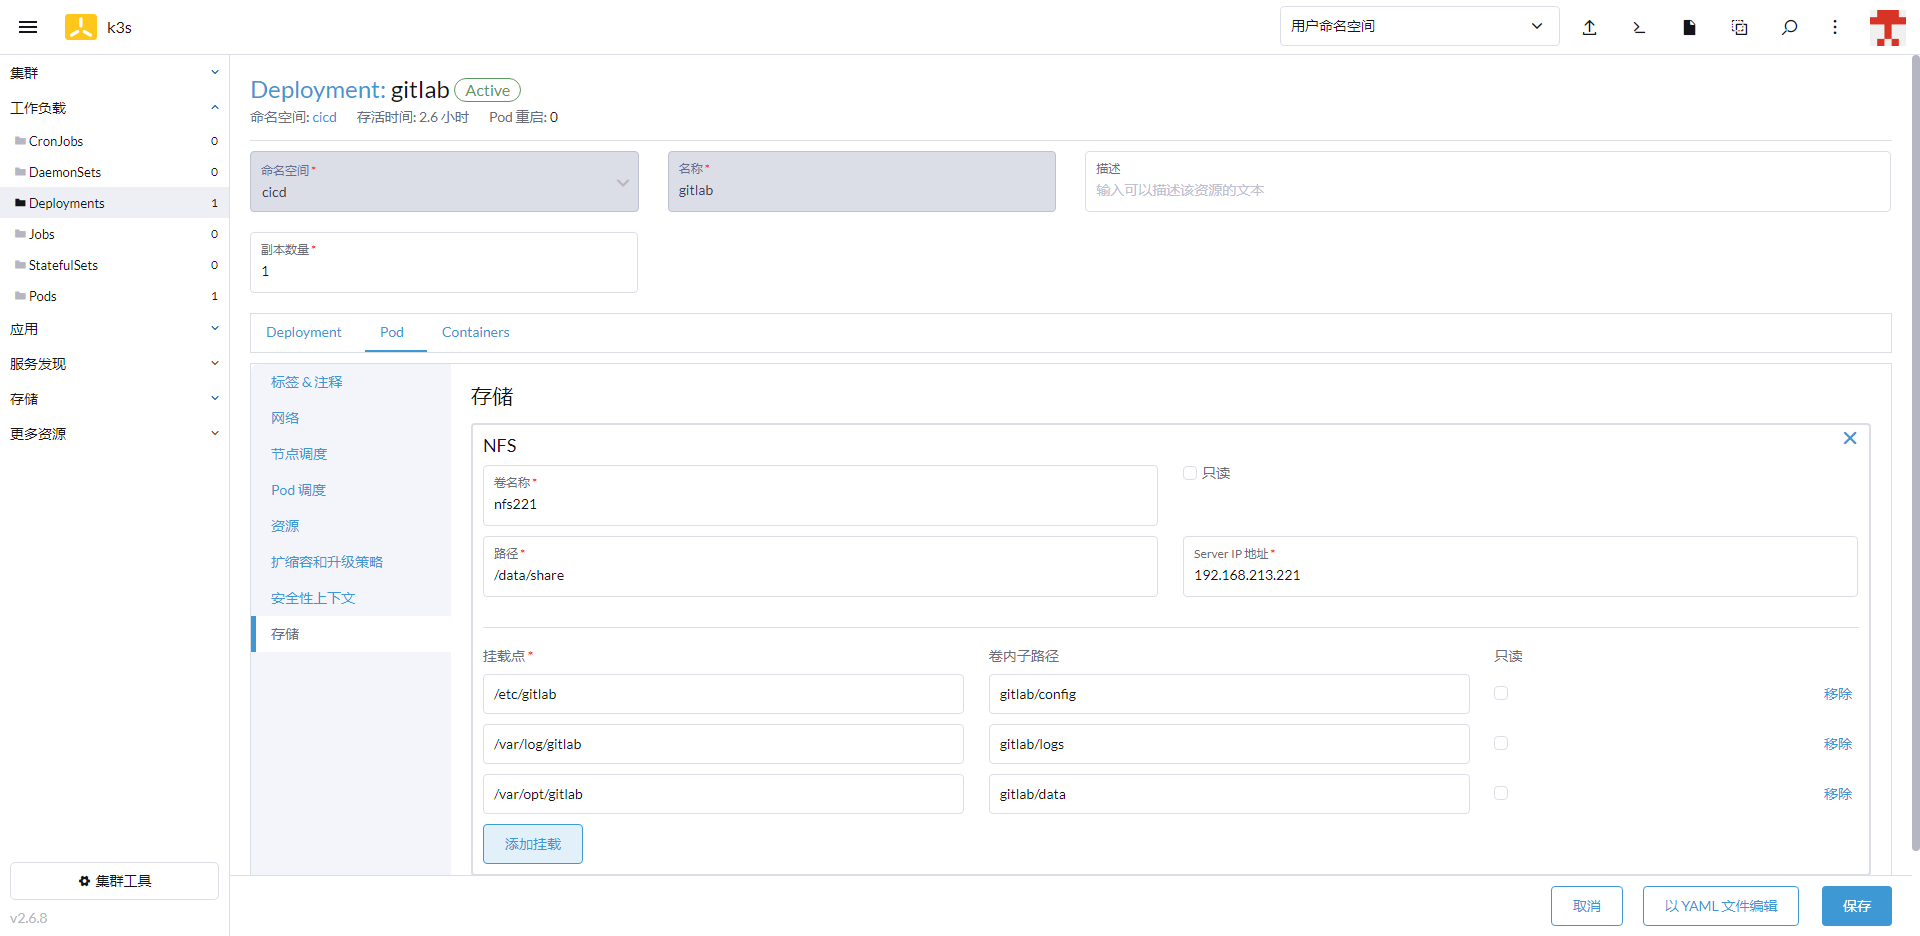 k3s
用户命名空间
集群
工作负载
CronJobs 0
DaemonSets 0
Deployments 1
Jobs 0
StatefulSets 0
Pods 1
应用
服务发现
存储
更多资源
集群工具
v2.6.8
Deployment: gitlab Active
命名空间: cicd 存活时间: 2.6 小时 Pod 重启: 0
命名空间*
cicd
名称*
gitlab
描述
输入可以描述该资源的文本
副本数量*
1
Deployment Pod Containers
标签 & 注释
网络
节点调度
Pod 调度
资源
扩缩容和升级策略
安全性上下文
存储
存储
NFS
卷名称*
nfs221
只读
路径*
/data/share
Server IP 地址*
192.168.213.221
挂载点* 卷内子路径 只读
/etc/gitlab gitlab/config 移除
/var/log/gitlab gitlab/logs 移除
/var/opt/gitlab gitlab/data 移除
添加挂载
取消 以 YAML 文件编辑 保存